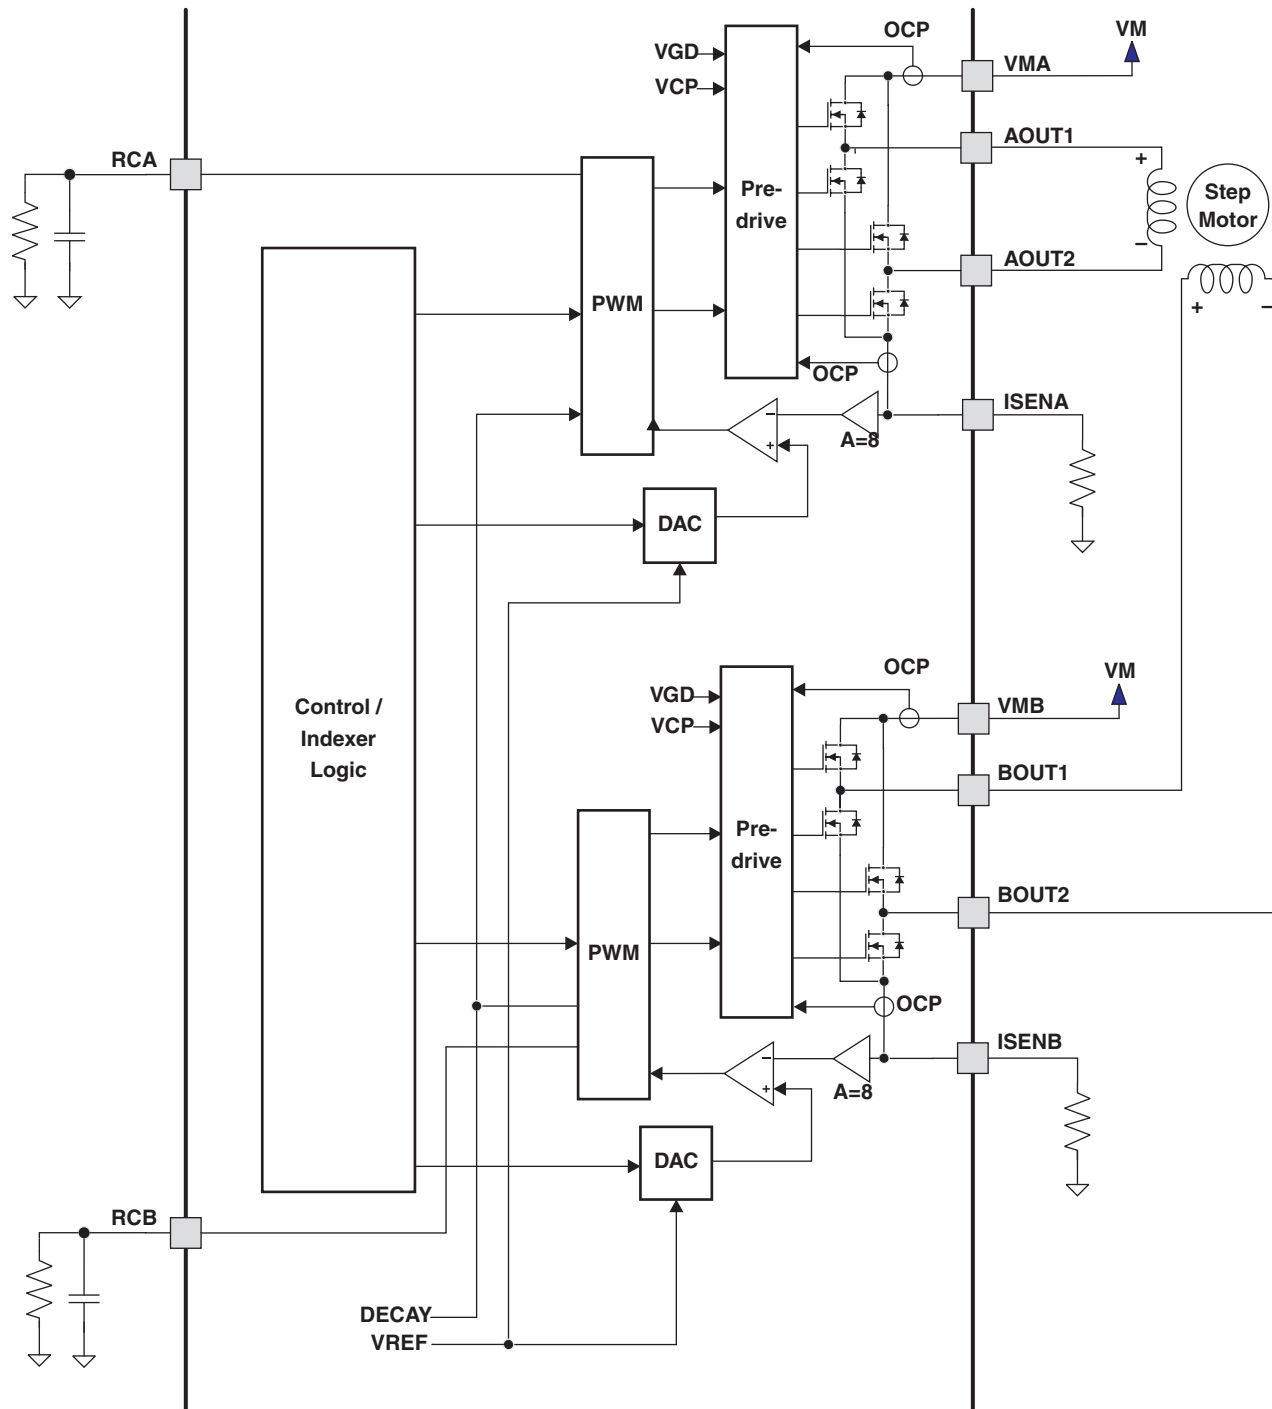 OCP
VM
VGD
VMA
VCP
AOUT1
RCA
+
Pre-
drive
Step
Motor
–
AOUT2
PWM
+ –
OCP
ISENA
–
+
A=8
DAC
OCP
VM
VGD
VMB
VCP
Control /
Indexer
Logic
BOUT1
Pre-
drive
BOUT2
PWM
OCP
ISENB
–
+
A=8
DAC
RCB
DECAY
VREF